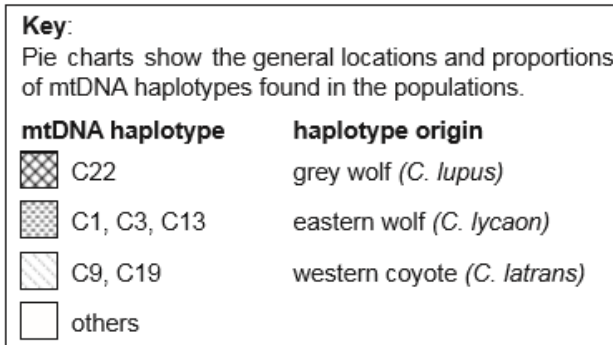 Key:
Pie charts show the general locations and proportions
of mtDNA haplotypes found in the populations.
mtDNA haplotype haplotype origin
C22 grey wolf (C. lupus)
C1, C3, C13 eastern wolf (C. lycaon)
C9, C19 western coyote (C. latrans)
others